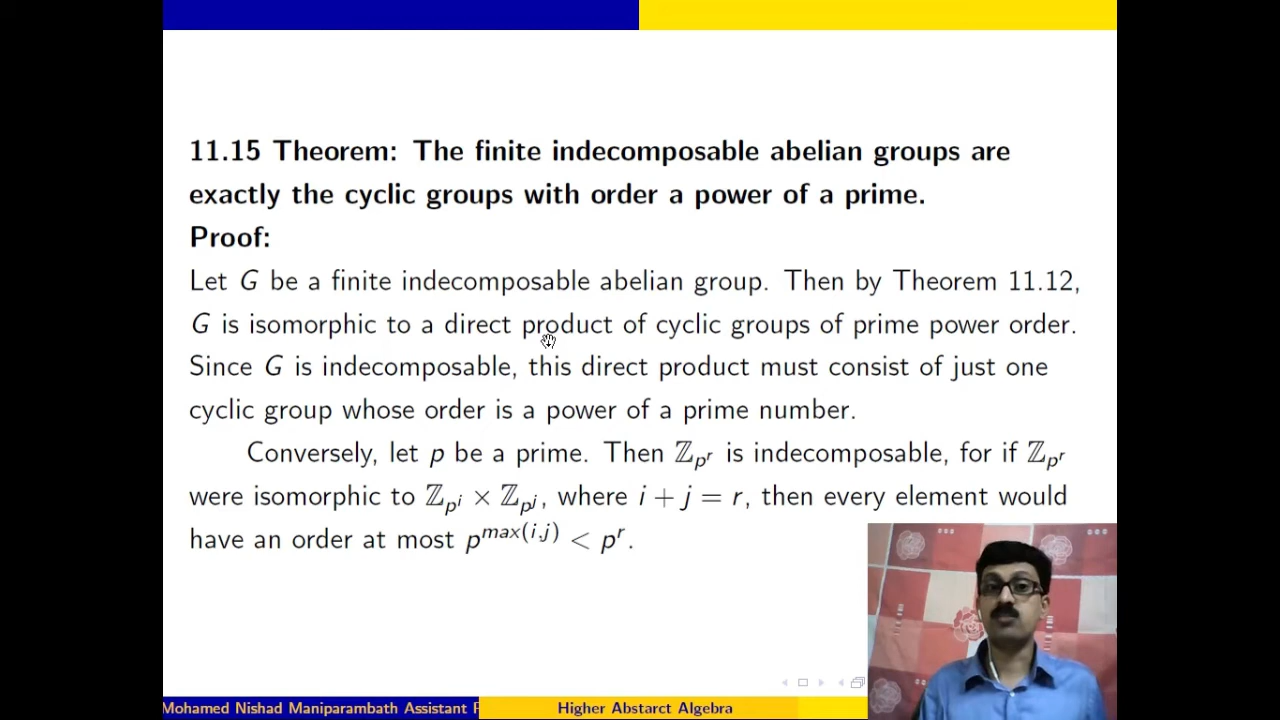 11.15 Theorem: The finite indecomposable abelian groups are
exactly the cyclic groups with order a power of a prime.
Proof:
Let G be a finite indecomposable abelian group. Then by Theorem 11.12,
G is isomorphic to a direct product of cyclic groups of prime power order.
Since G is indecomposable, this direct product must consist of just one
cyclic group whose order is a power of a prime number.
Conversely, let p be a prime. Then ℤ_{p^r} is indecomposable, for if ℤ_{p^r}
were isomorphic to ℤ_{p^i} × ℤ_{p^j}, where i + j = r, then every element would
have an order at most p^{max(i,j)} < p^r.
Mohamed Nishad Maniparambath Assistant P
Higher Abstarct Algebra